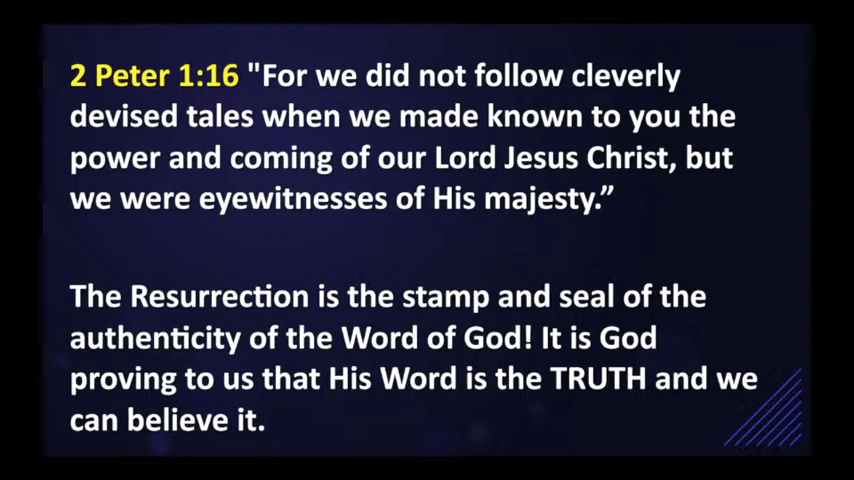 2 Peter 1:16 "For we did not follow cleverly
devised tales when we made known to you the
power and coming of our Lord Jesus Christ, but
we were eyewitnesses of His majesty.”
The Resurrection is the stamp and seal of the
authenticity of the Word of God! It is God
proving to us that His Word is the TRUTH and we
can believe it.